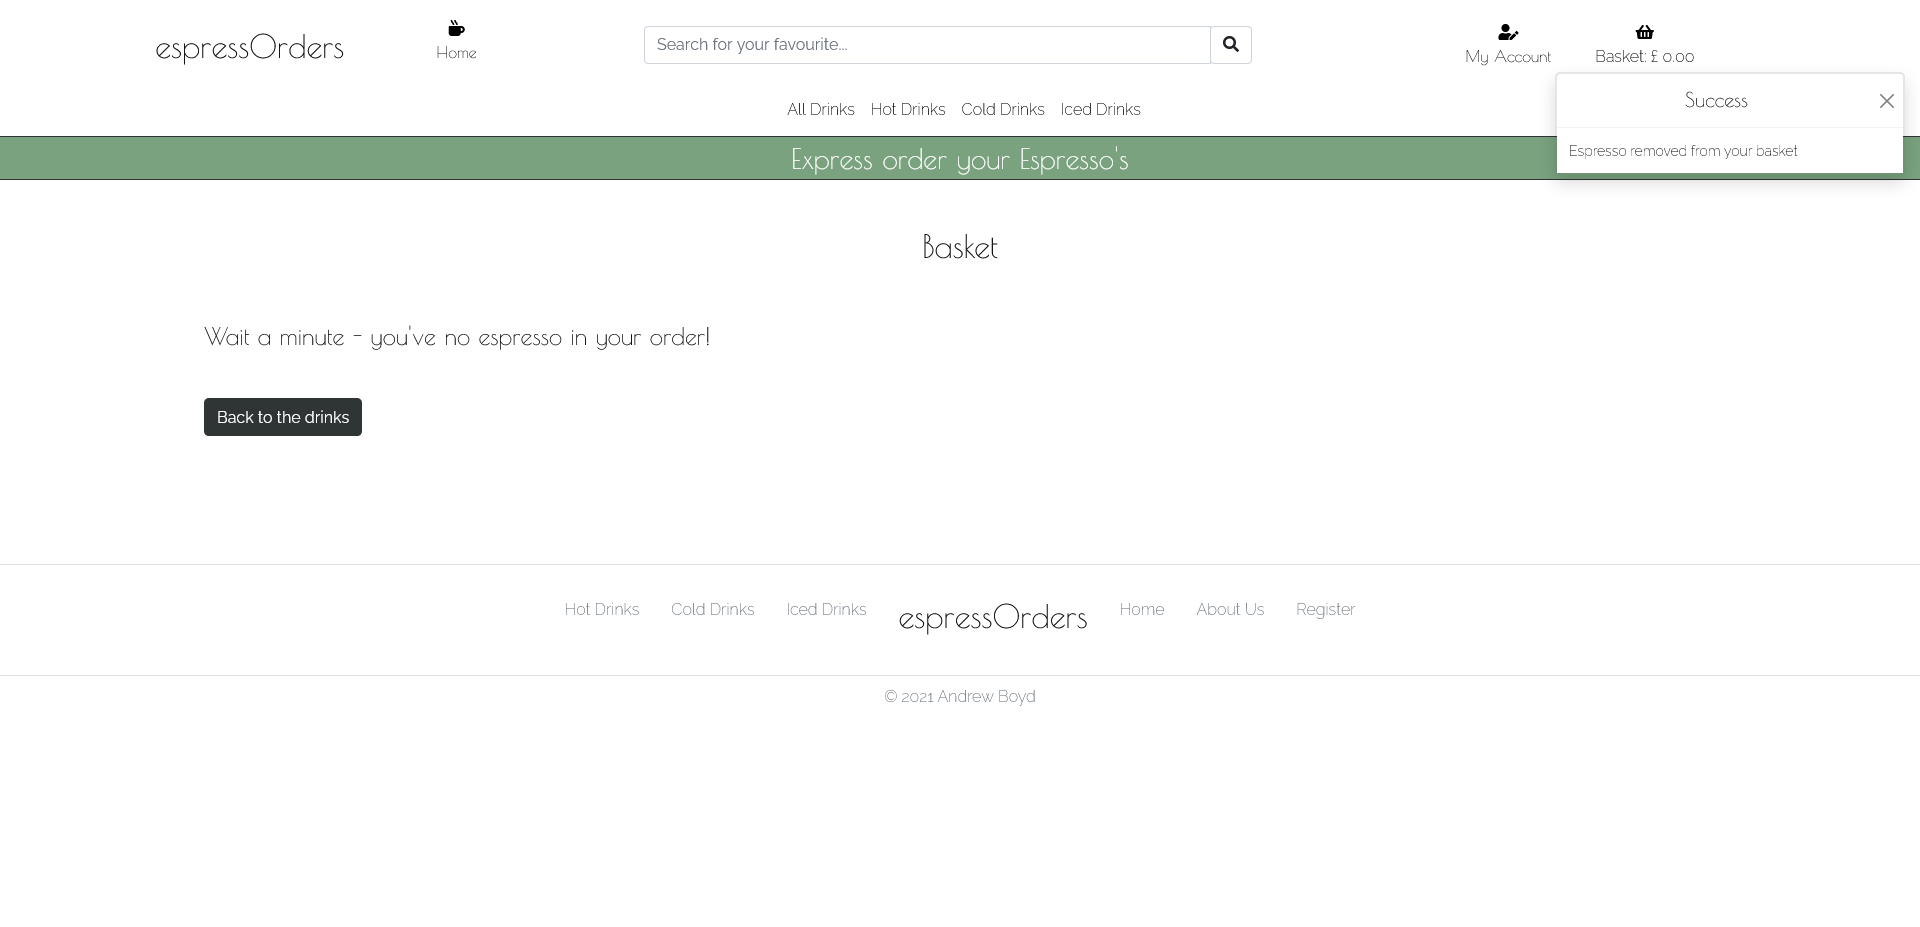 espressOrders
Home
Search for your favourite...
My Account
Basket: £ 0.00
All Drinks Hot Drinks Cold Drinks Iced Drinks
Success
Express order your Espresso's
Espresso removed from your basket
Basket
Wait a minute - you've no espresso in your order!
Back to the drinks
Hot Drinks Cold Drinks Iced Drinks espressOrders Home About Us Register
© 2021 Andrew Boyd